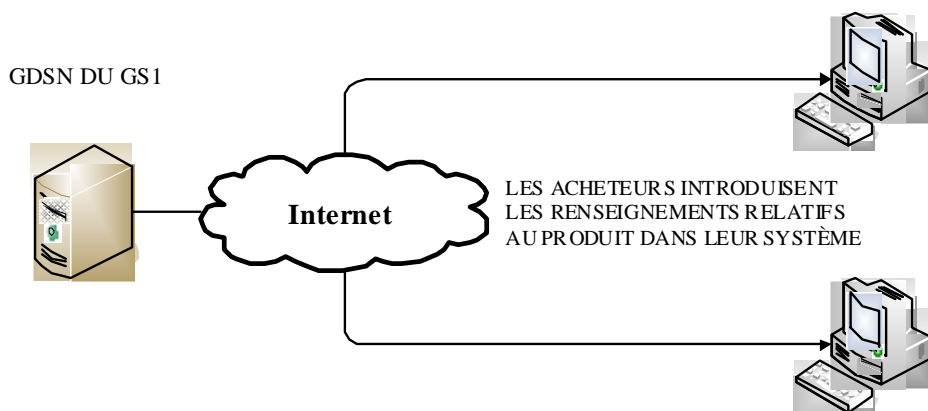 GDSN DU GS1
Internet
LES ACHETEURS INTRODUISENT
LES RENSEIGNEMENTS RELATIFS
AU PRODUIT DANS LEUR SYSTÈME